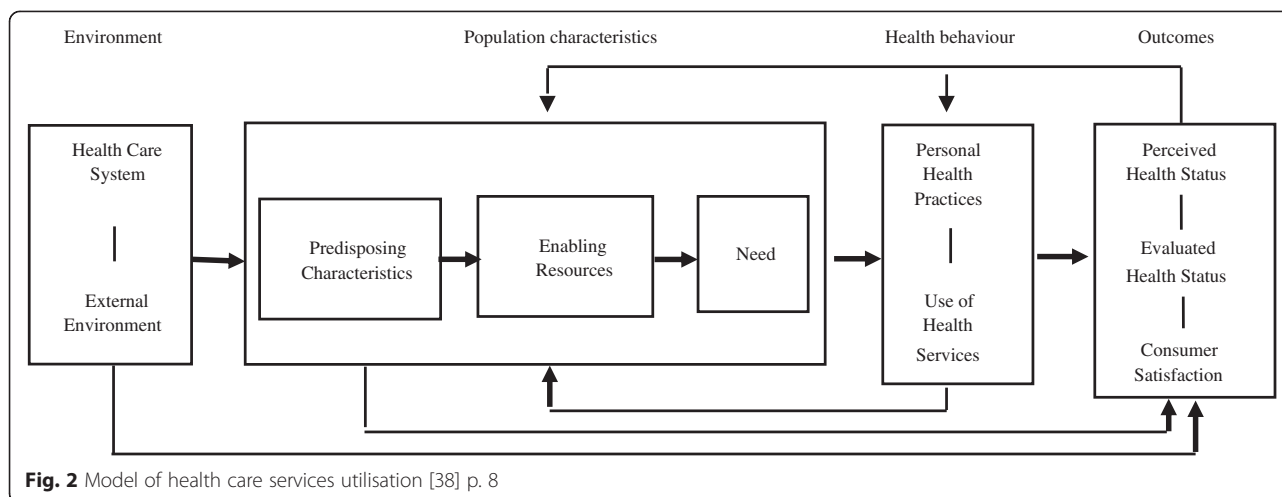 Environment
Population characteristics
Health behaviour
Outcomes
Health Care
System
External
Environment
Predisposing
Characteristics
Enabling
Resources
Need
Personal
Health
Practices
Use of
Health
Services
Perceived
Health Status
Evaluated
Health Status
Consumer
Satisfaction
Fig. 2 Model of health care services utilisation [38] p. 8